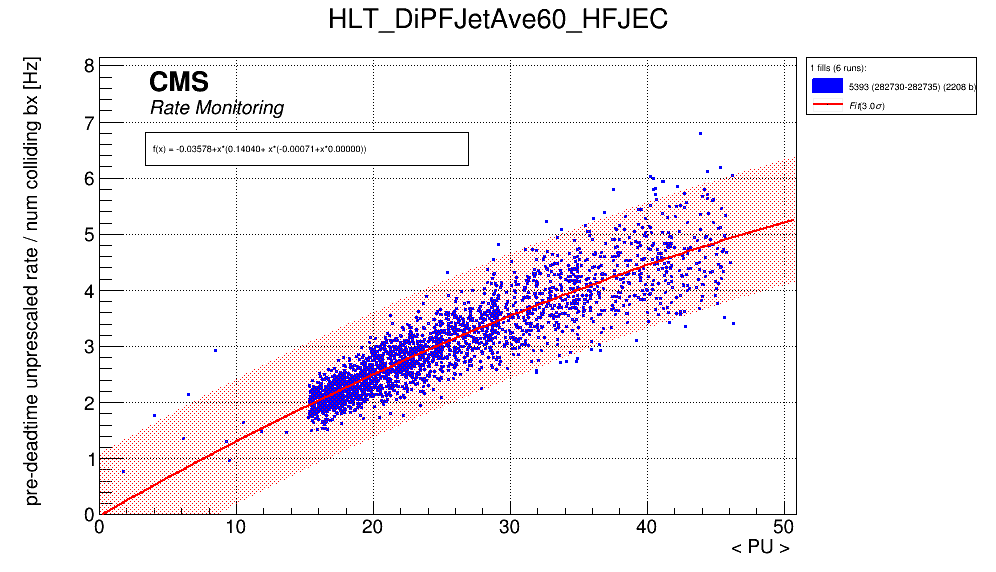 HLT_DiPFJetAve60_HFJEC
pre-deadtime unprescaled rate / num colliding bx [Hz]
CMS
Rate Monitoring
f(x) = -0.03578+x*(0.14040+ x*(-0.00071+x*0.00000))
8
7
6
5
4
3
2
1
0
0 10 20 30 40 50
< PU >
1 fills (6 runs):
5393 (282730-282735) (2208 b)
Fit(3.0σ)